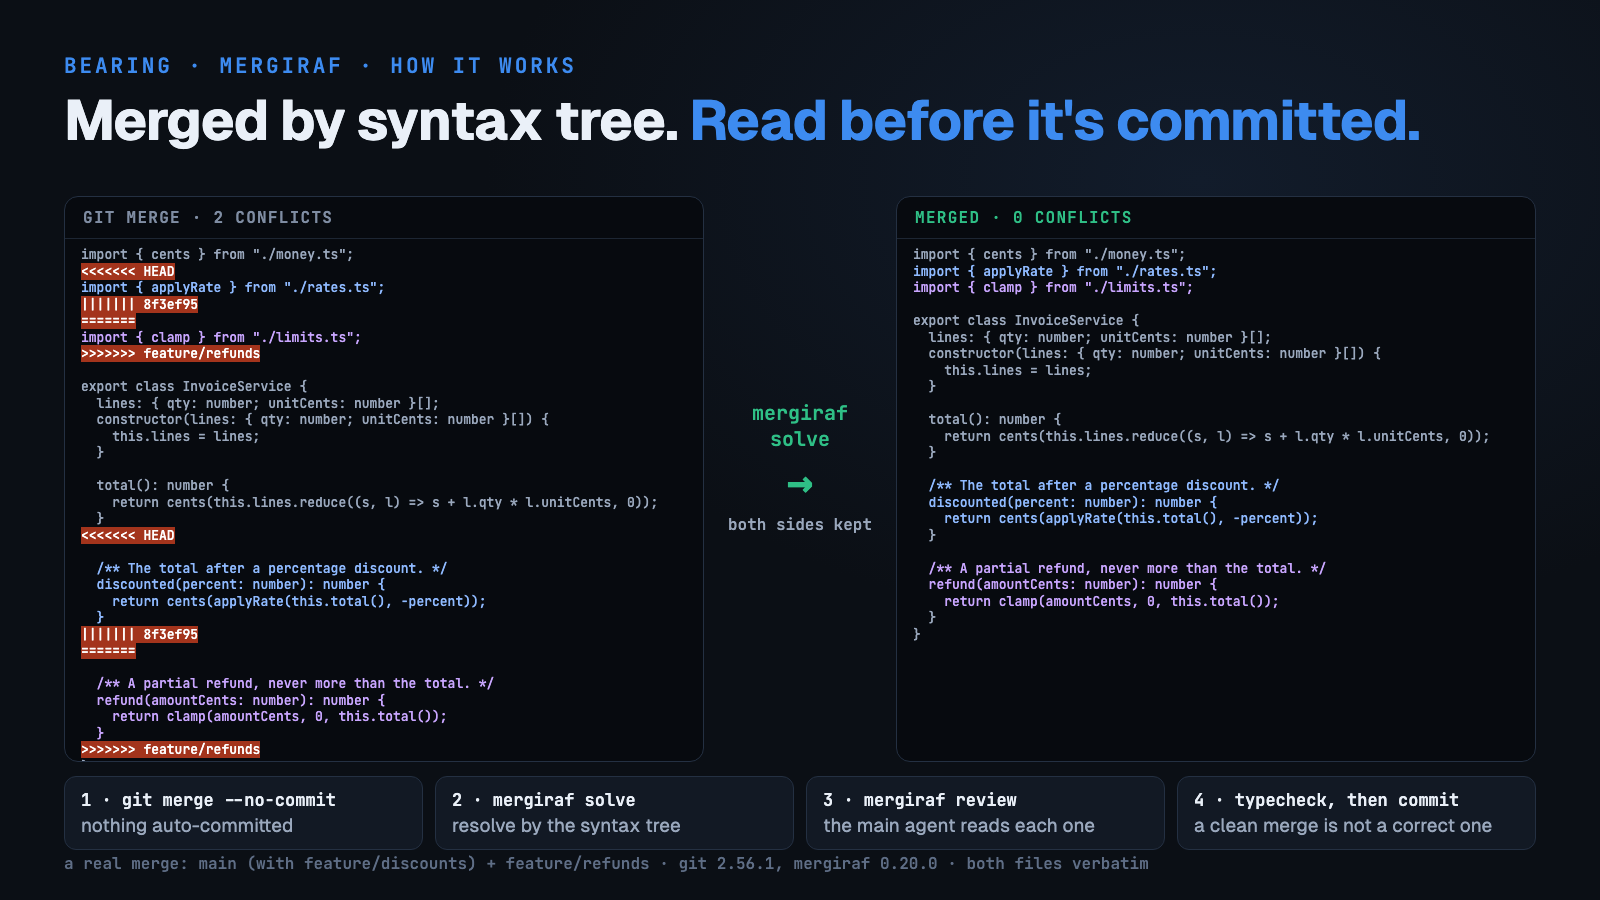 BEARING · MERGIRAF · HOW IT WORKS
Merged by syntax tree. Read before it's committed.
GIT MERGE · 2 CONFLICTS
import { cents } from "./money.ts";
<<<<<<< HEAD
import { applyRate } from "./rates.ts";
||||||| 8f3ef95
=======
import { clamp } from "./limits.ts";
>>>>>>> feature/refunds
export class InvoiceService {
  lines: { qty: number; unitCents: number }[];
  constructor(lines: { qty: number; unitCents: number }[]) {
    this.lines = lines;
  }
  total(): number {
    return cents(this.lines.reduce((s, l) => s + l.qty * l.unitCents, 0));
  }
<<<<<<< HEAD
  /** The total after a percentage discount. */
  discounted(percent: number): number {
    return cents(applyRate(this.total(), -percent));
  }
||||||| 8f3ef95
=======
  /** A partial refund, never more than the total. */
  refund(amountCents: number): number {
    return clamp(amountCents, 0, this.total());
  }
>>>>>>> feature/refunds
mergiraf
solve
→
both sides kept
MERGED · 0 CONFLICTS
import { cents } from "./money.ts";
import { applyRate } from "./rates.ts";
import { clamp } from "./limits.ts";
export class InvoiceService {
  lines: { qty: number; unitCents: number }[];
  constructor(lines: { qty: number; unitCents: number }[]) {
    this.lines = lines;
  }
  total(): number {
    return cents(this.lines.reduce((s, l) => s + l.qty * l.unitCents, 0));
  }
  /** The total after a percentage discount. */
  discounted(percent: number): number {
    return cents(applyRate(this.total(), -percent));
  }
  /** A partial refund, never more than the total. */
  refund(amountCents: number): number {
    return clamp(amountCents, 0, this.total());
  }
}
1 · git merge --no-commit
nothing auto-committed
2 · mergiraf solve
resolve by the syntax tree
3 · mergiraf review
the main agent reads each one
4 · typecheck, then commit
a clean merge is not a correct one
a real merge: main (with feature/discounts) + feature/refunds · git 2.56.1, mergiraf 0.20.0 · both files verbatim